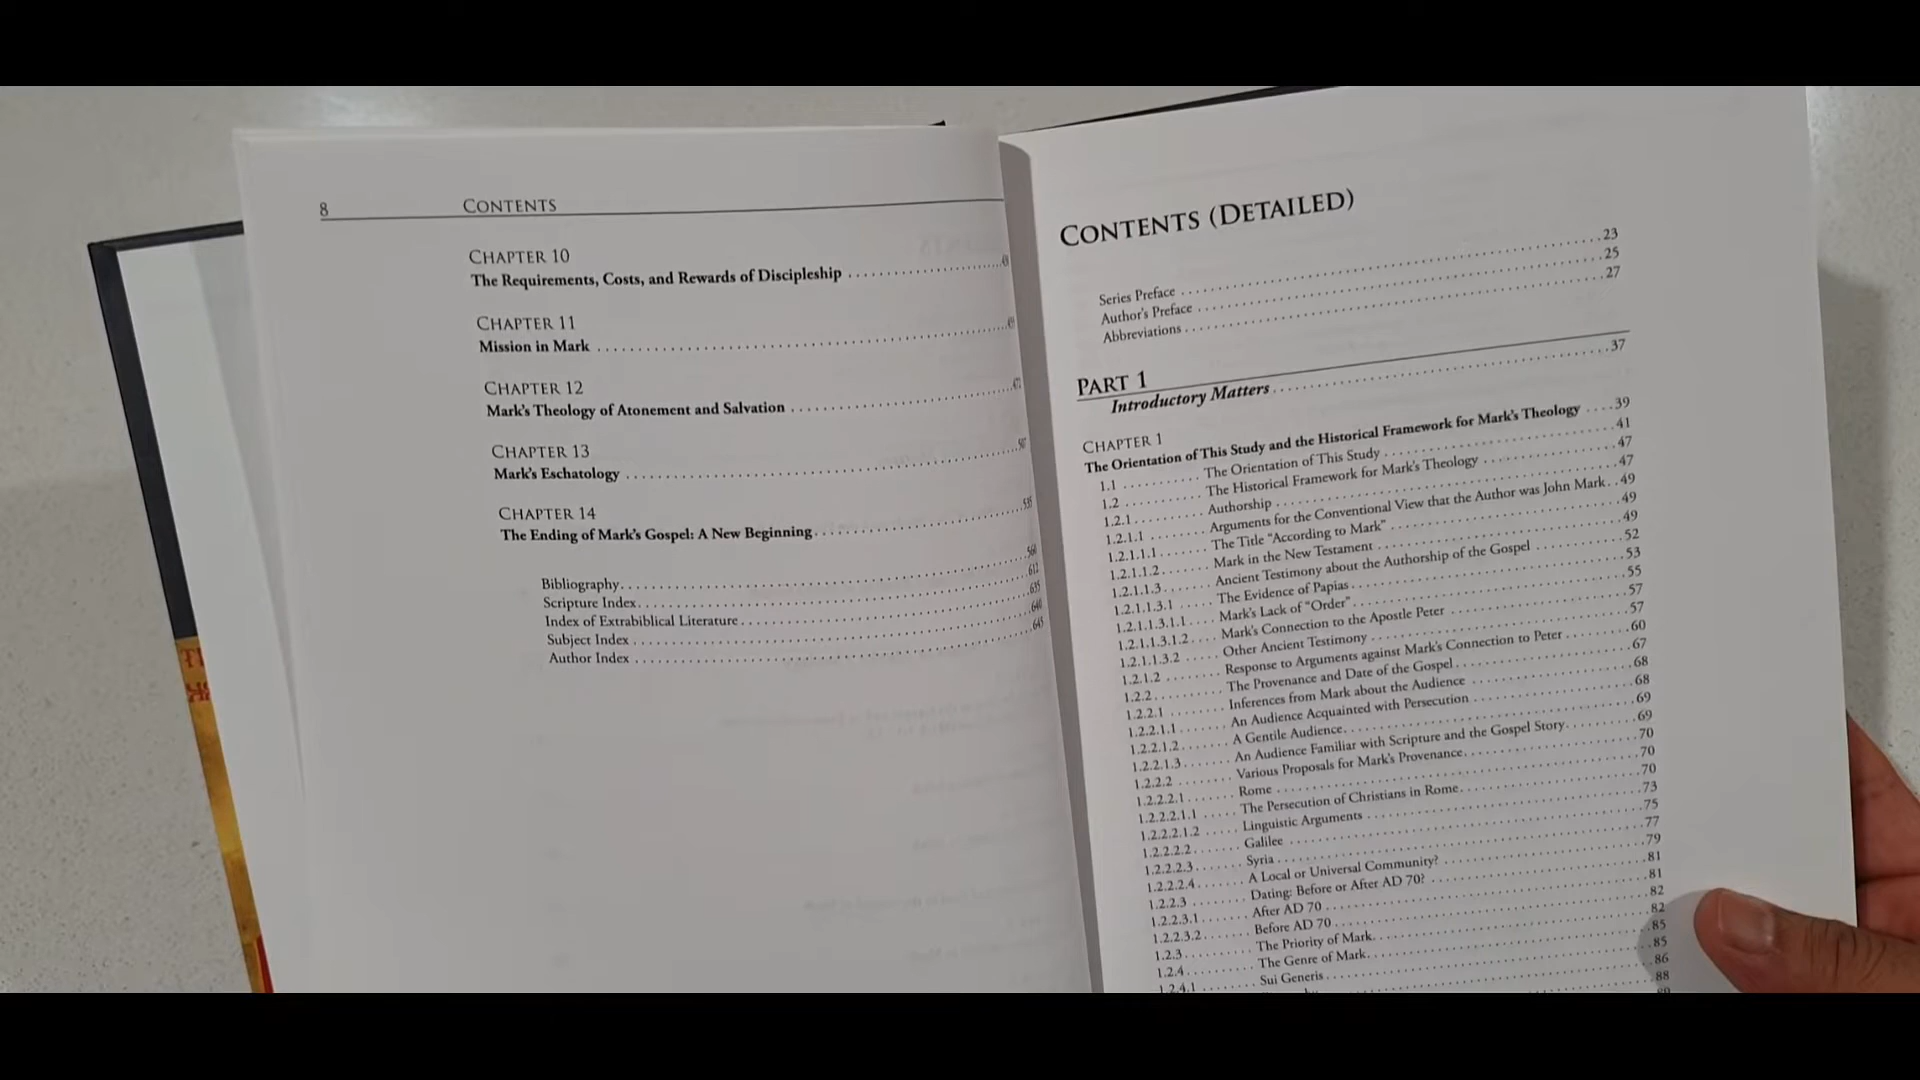 8 CONTENTS
CHAPTER 10
The Requirements, Costs, and Rewards of Discipleship
CHAPTER 11
Mission in Mark
CHAPTER 12
Mark's Theology of Atonement and Salvation
CHAPTER 13
Mark's Eschatology
CHAPTER 14
The Ending of Mark's Gospel: A New Beginning 535
Bibliography
Scripture Index 612
Index of Extrabiblical Literature 635
Subject Index 640
Author Index 645
CONTENTS (DETAILED)
Series Preface 23
Author's Preface 25
Abbreviations 27
PART 1
Introductory Matters 37
CHAPTER 1
The Orientation of This Study and the Historical Framework for Mark's Theology 39
1.1 The Orientation of This Study 41
1.2 The Historical Framework for Mark's Theology 47
1.2.1 Authorship 47
1.2.1.1 Arguments for the Conventional View that the Author was John Mark 49
1.2.1.1.1 The Title “According to Mark” 49
1.2.1.1.2 Mark in the New Testament 49
1.2.1.1.3 Ancient Testimony about the Authorship of the Gospel 52
1.2.1.1.3.1 The Evidence of Papias 53
1.2.1.1.3.1.1 Mark's Lack of “Order” 55
1.2.1.1.3.1.2 Mark's Connection to the Apostle Peter 57
1.2.1.1.3.2 Other Ancient Testimony 57
1.2.1.2 Response to Arguments against Mark's Connection to Peter 60
1.2.2 The Provenance and Date of the Gospel 67
1.2.2.1 Inferences from Mark about the Audience 68
1.2.2.1.1 An Audience Acquainted with Persecution 68
1.2.2.1.2 A Gentile Audience 69
1.2.2.1.3 An Audience Familiar with Scripture and the Gospel Story 69
1.2.2.2 Various Proposals for Mark's Provenance 70
1.2.2.2.1 Rome 70
1.2.2.2.1.1 The Persecution of Christians in Rome 70
1.2.2.2.1.2 Linguistic Arguments 73
1.2.2.2.2 Galilee 75
1.2.2.2.3 Syria 77
1.2.2.2.4 A Local or Universal Community? 79
1.2.2.3 Dating: Before or After AD 70? 81
1.2.2.3.1 After AD 70 81
1.2.2.3.2 Before AD 70 82
1.2.3 The Priority of Mark 82
1.2.4 The Genre of Mark 85
1.2.4.1 Sui Generis 85
86
88